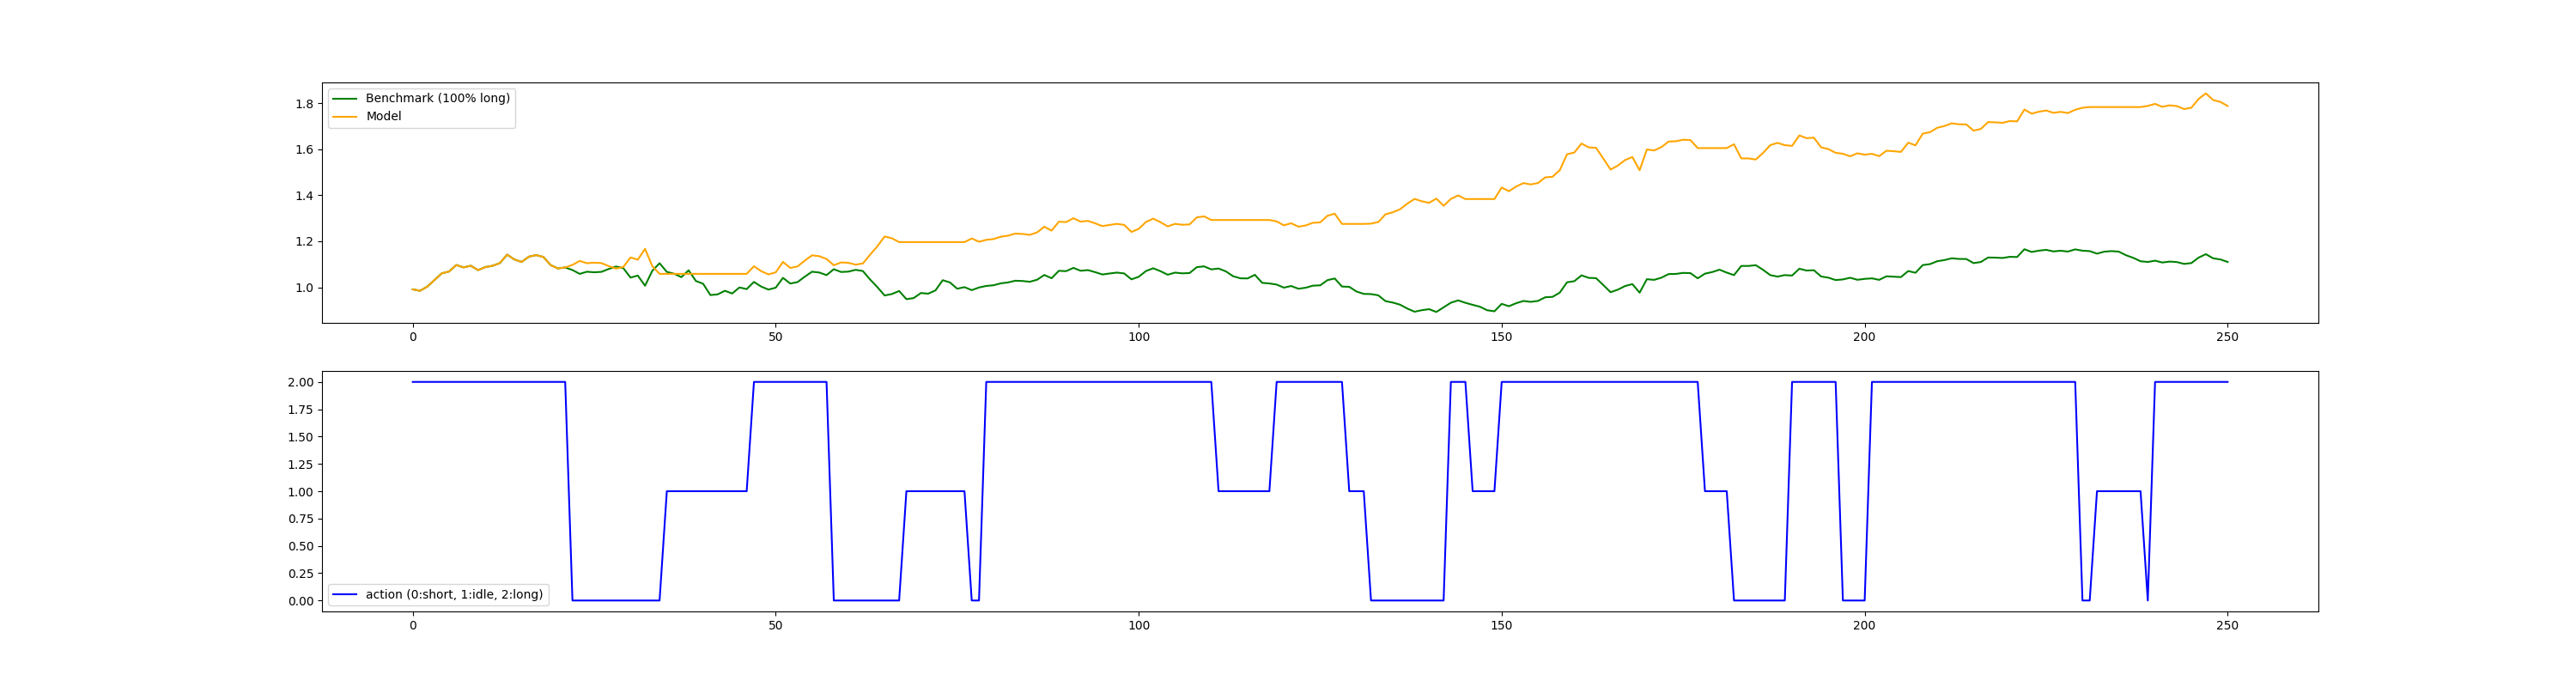 Benchmark (100% long)
Model
1.8
1.6
1.4
1.2
1.0
0 50 100 150 200 250
2.00
1.75
1.50
1.25
1.00
0.75
0.50
0.25
0.00
action (0:short, 1:idle, 2:long)
0 50 100 150 200 250